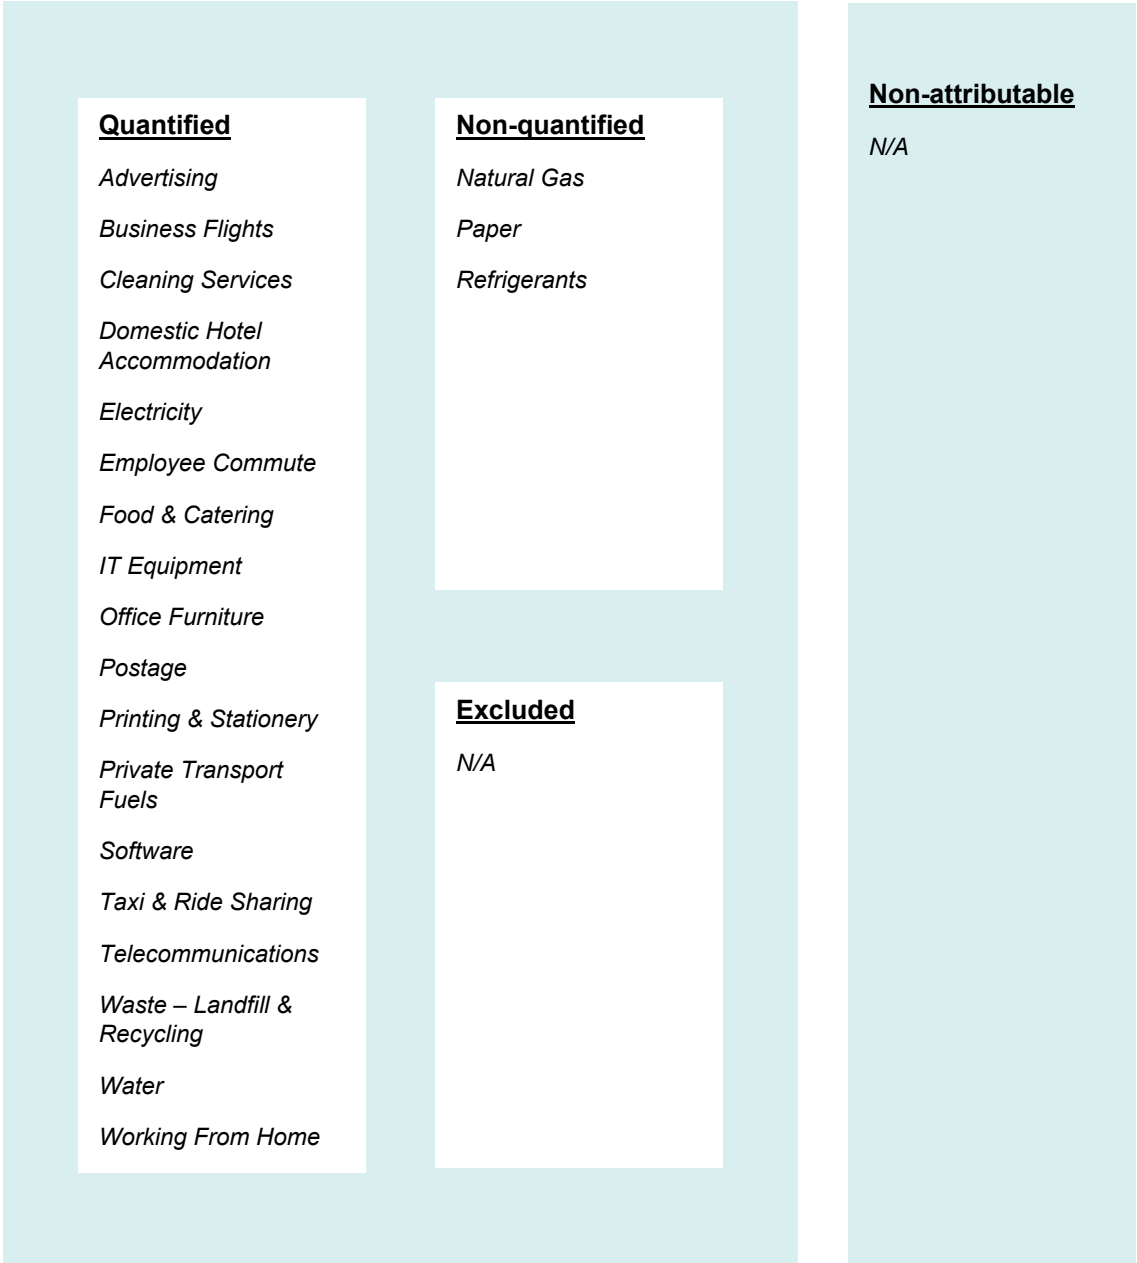 Quantified
Advertising
Business Flights
Cleaning Services
Domestic Hotel
Accommodation
Electricity
Employee Commute
Food & Catering
IT Equipment
Office Furniture
Postage
Printing & Stationery
Private Transport
Fuels
Software
Taxi & Ride Sharing
Telecommunications
Waste – Landfill &
Recycling
Water
Working From Home
Non-quantified
Natural Gas
Paper
Refrigerants
Excluded
N/A
Non-attributable
N/A